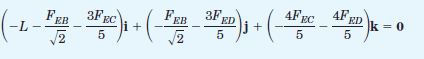 (-L - F_EB/√2 - 3F_EC/5)i + (-F_EB/√2 - 3F_ED/5)j + (-4F_EC/5 - 4F_ED/5)k = 0